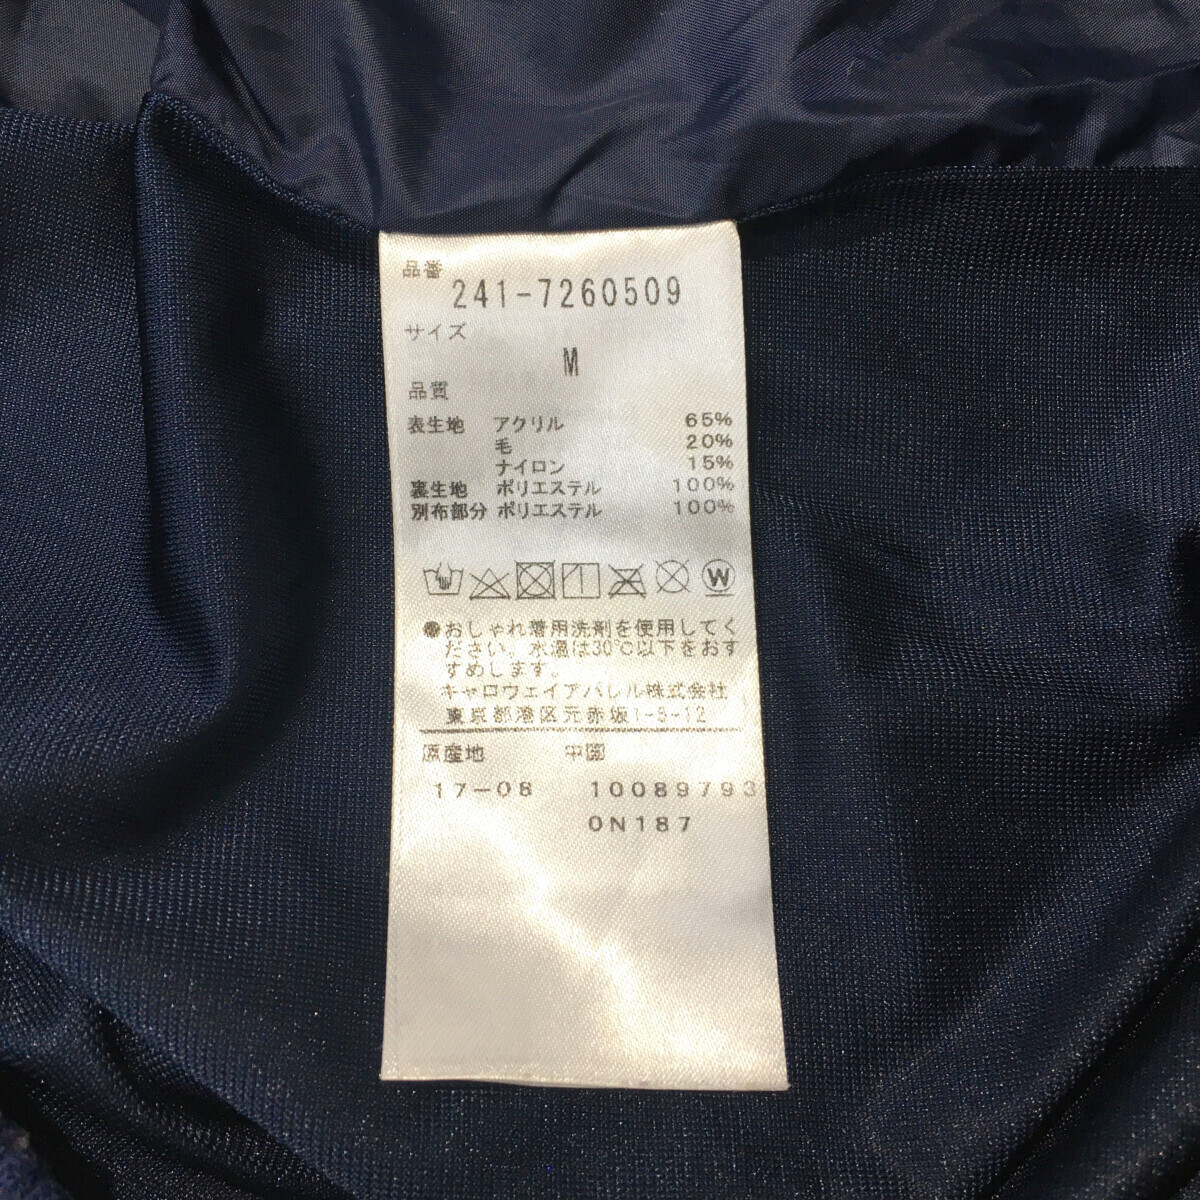 品番
241-7260509
サイズ
M
品質
表生地 アクリル 65%
毛 20%
ナイロン 15%
裏生地 ポリエステル 100%
別布部分 ポリエステル 100%
W
●おしゃれ着用洗剤を使用してく
ださい。水温は30℃以下をおす
すめします。
キャロウェイアパレル株式会社
東京都港区元赤坂1-5-12
原産地 中国
17-08 10089793
0N187